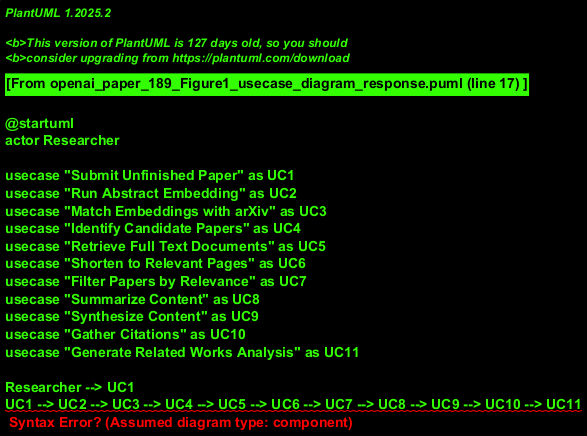 PlantUML 1.2025.2
<b>This version of PlantUML is 127 days old, so you should
<b>consider upgrading from https://plantuml.com/download
[From openai_paper_189_Figure1_usecase_diagram_response.puml (line 17) ]
@startuml
actor Researcher
usecase "Submit Unfinished Paper" as UC1
usecase "Run Abstract Embedding" as UC2
usecase "Match Embeddings with arXiv" as UC3
usecase "Identify Candidate Papers" as UC4
usecase "Retrieve Full Text Documents" as UC5
usecase "Shorten to Relevant Pages" as UC6
usecase "Filter Papers by Relevance" as UC7
usecase "Summarize Content" as UC8
usecase "Synthesize Content" as UC9
usecase "Gather Citations" as UC10
usecase "Generate Related Works Analysis" as UC11
Researcher --> UC1
UC1 --> UC2 --> UC3 --> UC4 --> UC5 --> UC6 --> UC7 --> UC8 --> UC9 --> UC10 --> UC11
Syntax Error? (Assumed diagram type: component)